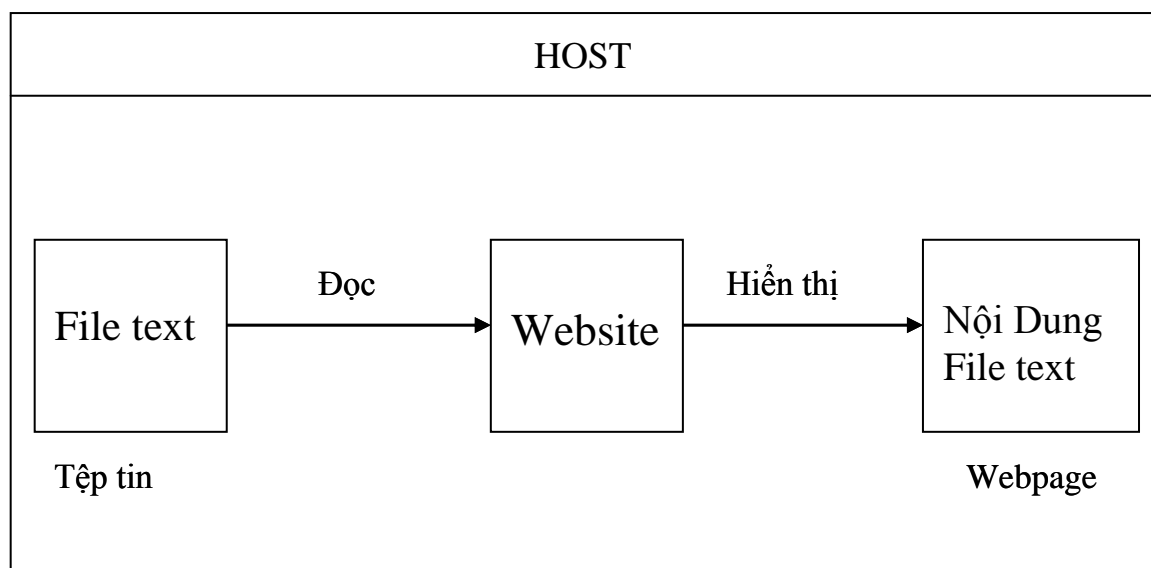 HOST
Đọc
Hiển thị
File text
Website
Nội Dung
File text
Tệp tin
Webpage